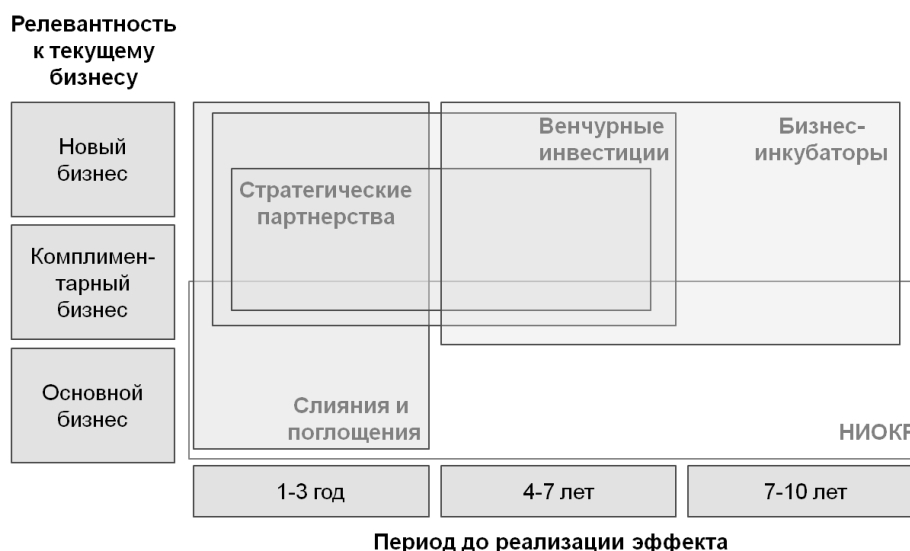 Релевантность
к текущему
бизнесу
Новый
бизнес
Венчурные
инвестиции
Бизнес-
инкубаторы
Стратегические
партнерства
Комплимен-
тарный
бизнес
Основной
бизнес
Слияния и
поглощения
НИОКР
1-3 год
4-7 лет
7-10 лет
Период до реализации эффекта